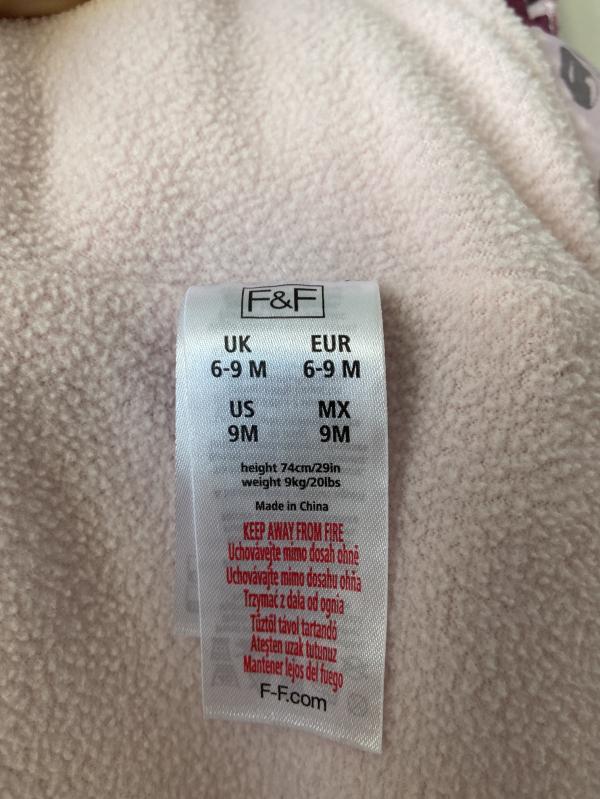 F&F
UK EUR
6-9 M 6-9 M
US MX
9M 9M
height 74cm/29in
weight 9kg/20lbs
Made in China
KEEP AWAY FROM FIRE
Uchovávejte mimo dosah ohně
Uchovávajte mimo dosahu ohňa
Trzymać z dala od ognia
Tűztől távol tartandó
Ateşten uzak tutunuz
Mantener lejos del fuego
F-F.com